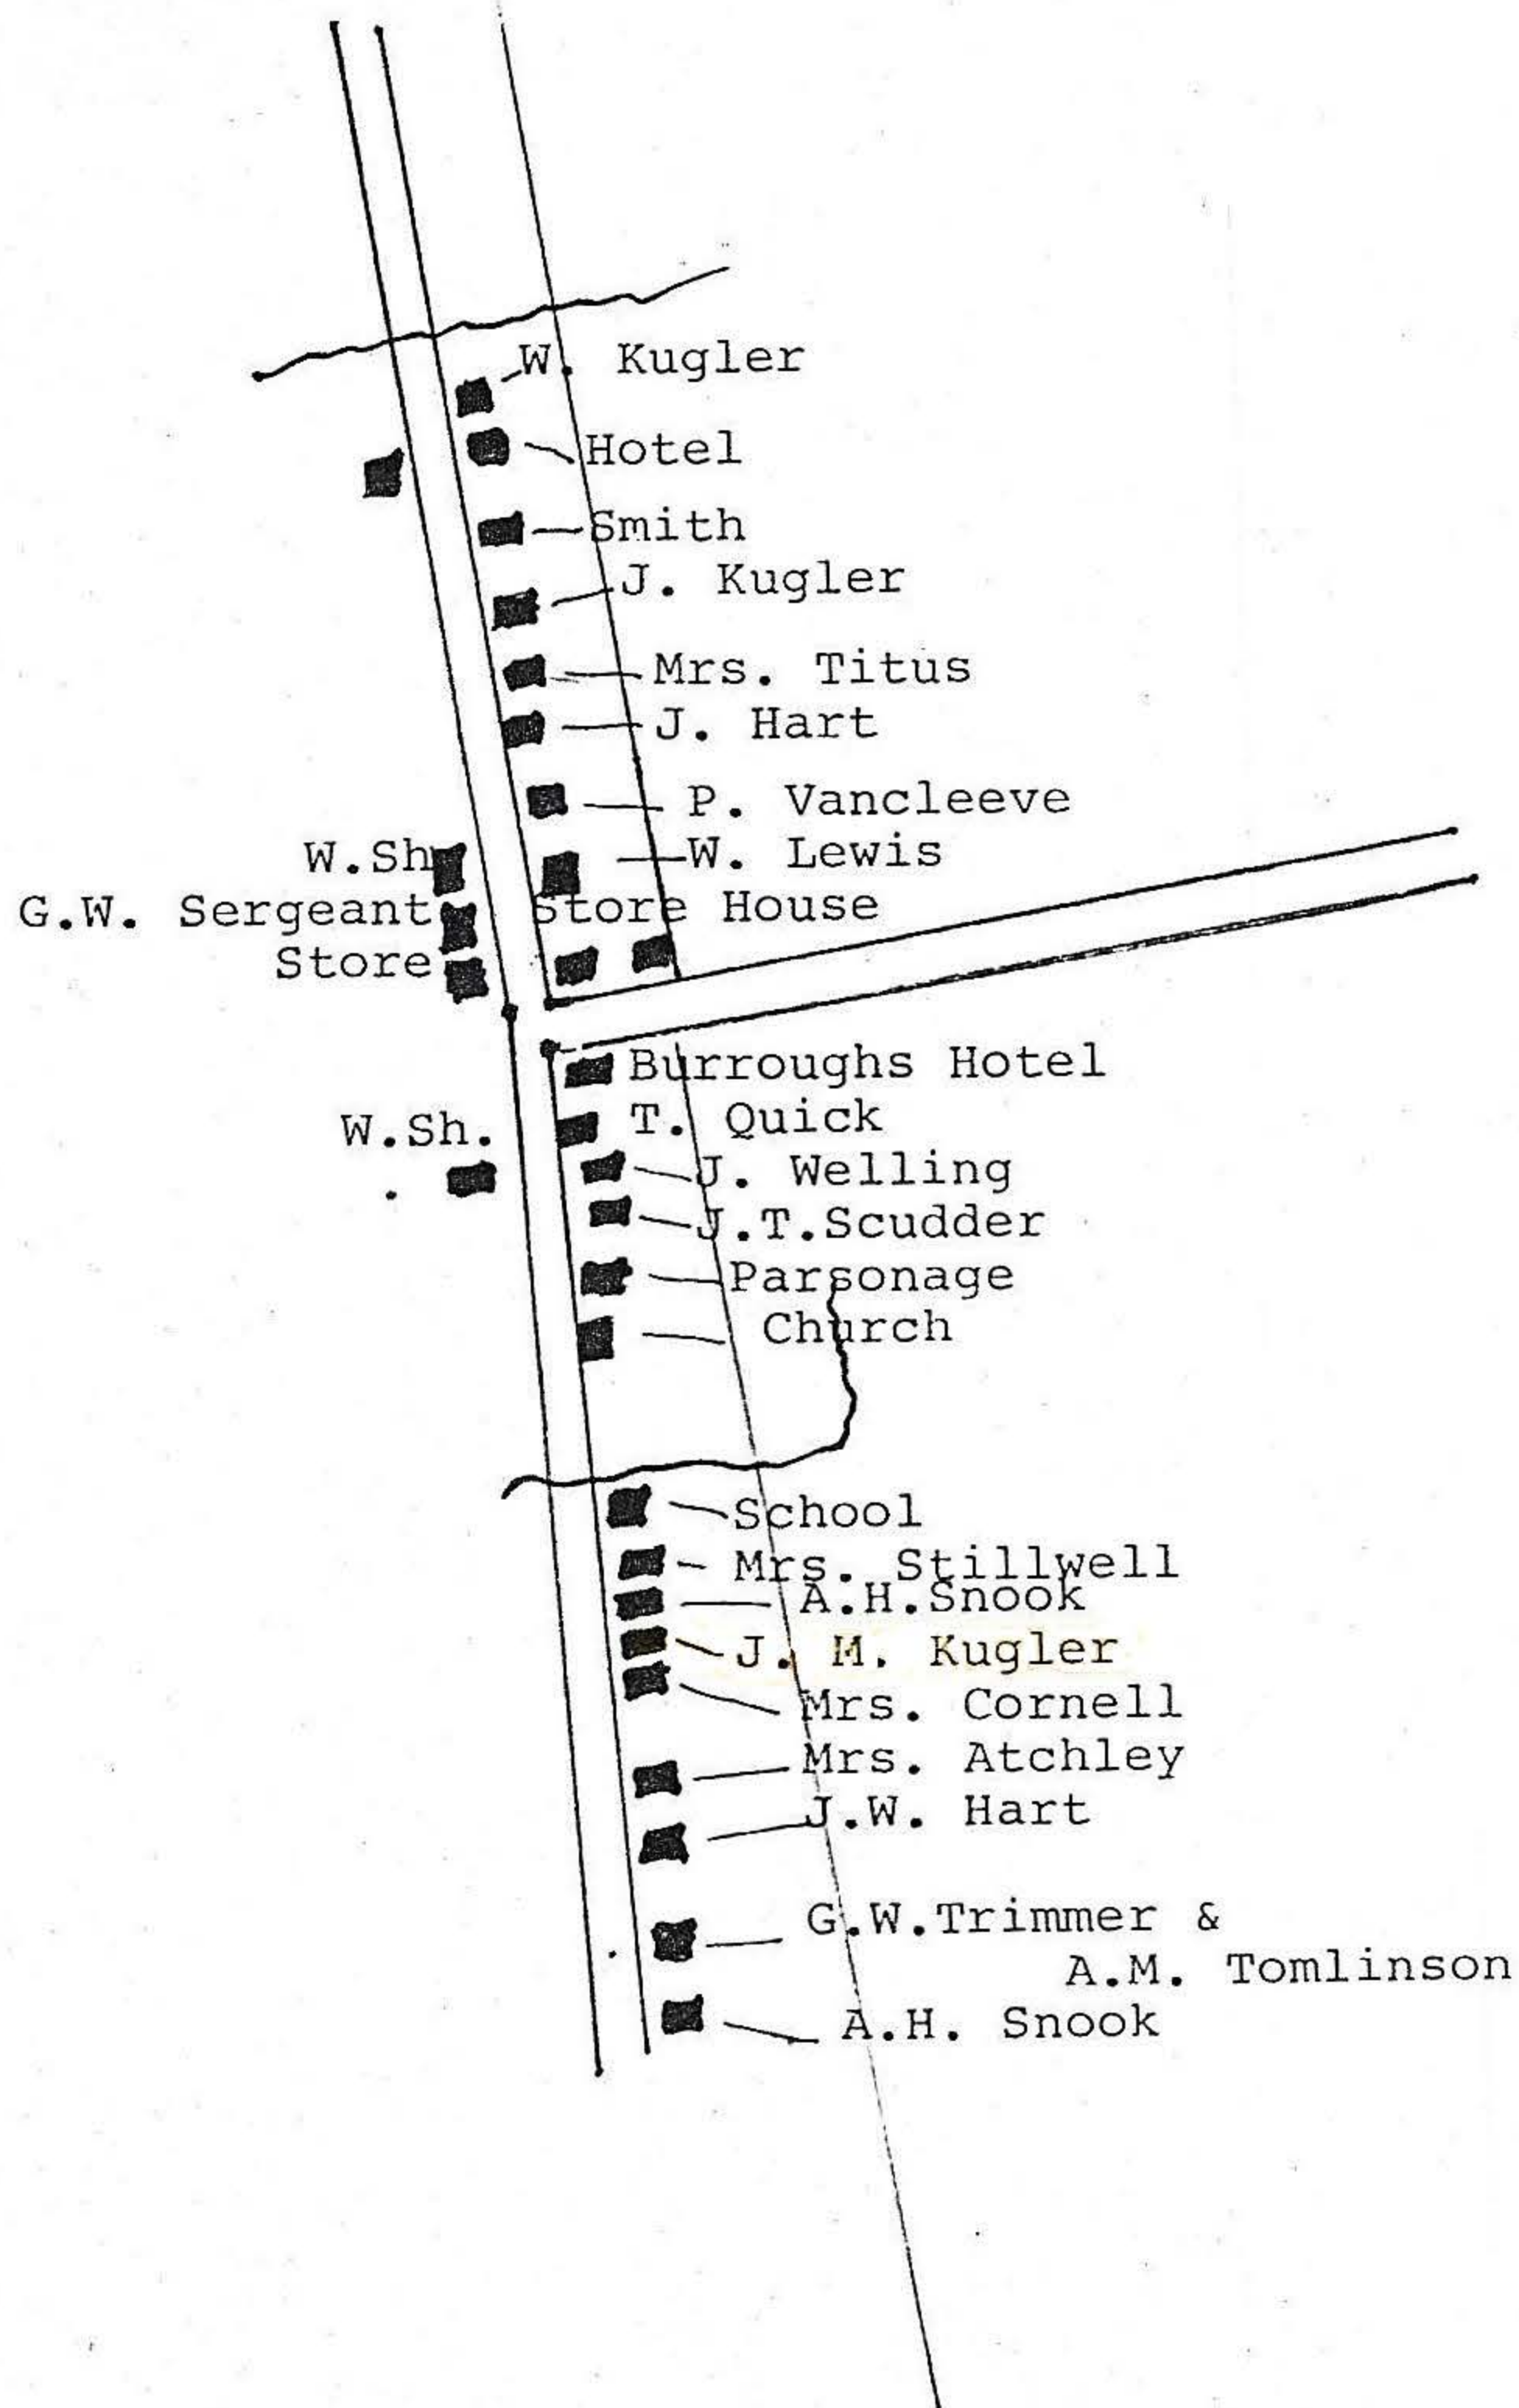 W. Kugler
Hotel
Smith
J. Kugler
Mrs. Titus
J. Hart
P. Vancleeve
W.Sh
W. Lewis
G.W. Sergeant
Store House
Store
Burroughs Hotel
W.Sh.
T. Quick
J. Welling
J.T.Scudder
Parsonage
Church
School
Mrs. Stillwell
A.H.Snook
J. M. Kugler
Mrs. Cornell
Mrs. Atchley
J.W. Hart
G.W.Trimmer &
A.M. Tomlinson
A.H. Snook